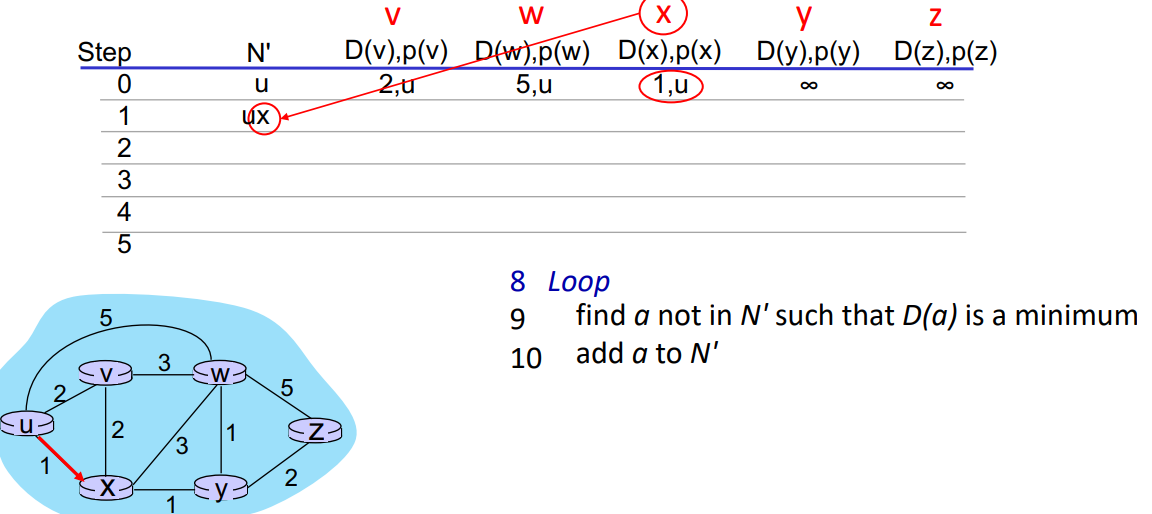 v w x y z
Step N' D(v),p(v) D(w),p(w) D(x),p(x) D(y),p(y) D(z),p(z)
0 u 2,u 5,u 1,u ∞ ∞
1 ux
2
3
4
5
8 Loop
9 find a not in N' such that D(a) is a minimum
10 add a to N'
5
v 3 w
2 5
u 2 3 1 z
1 2
x 1 y